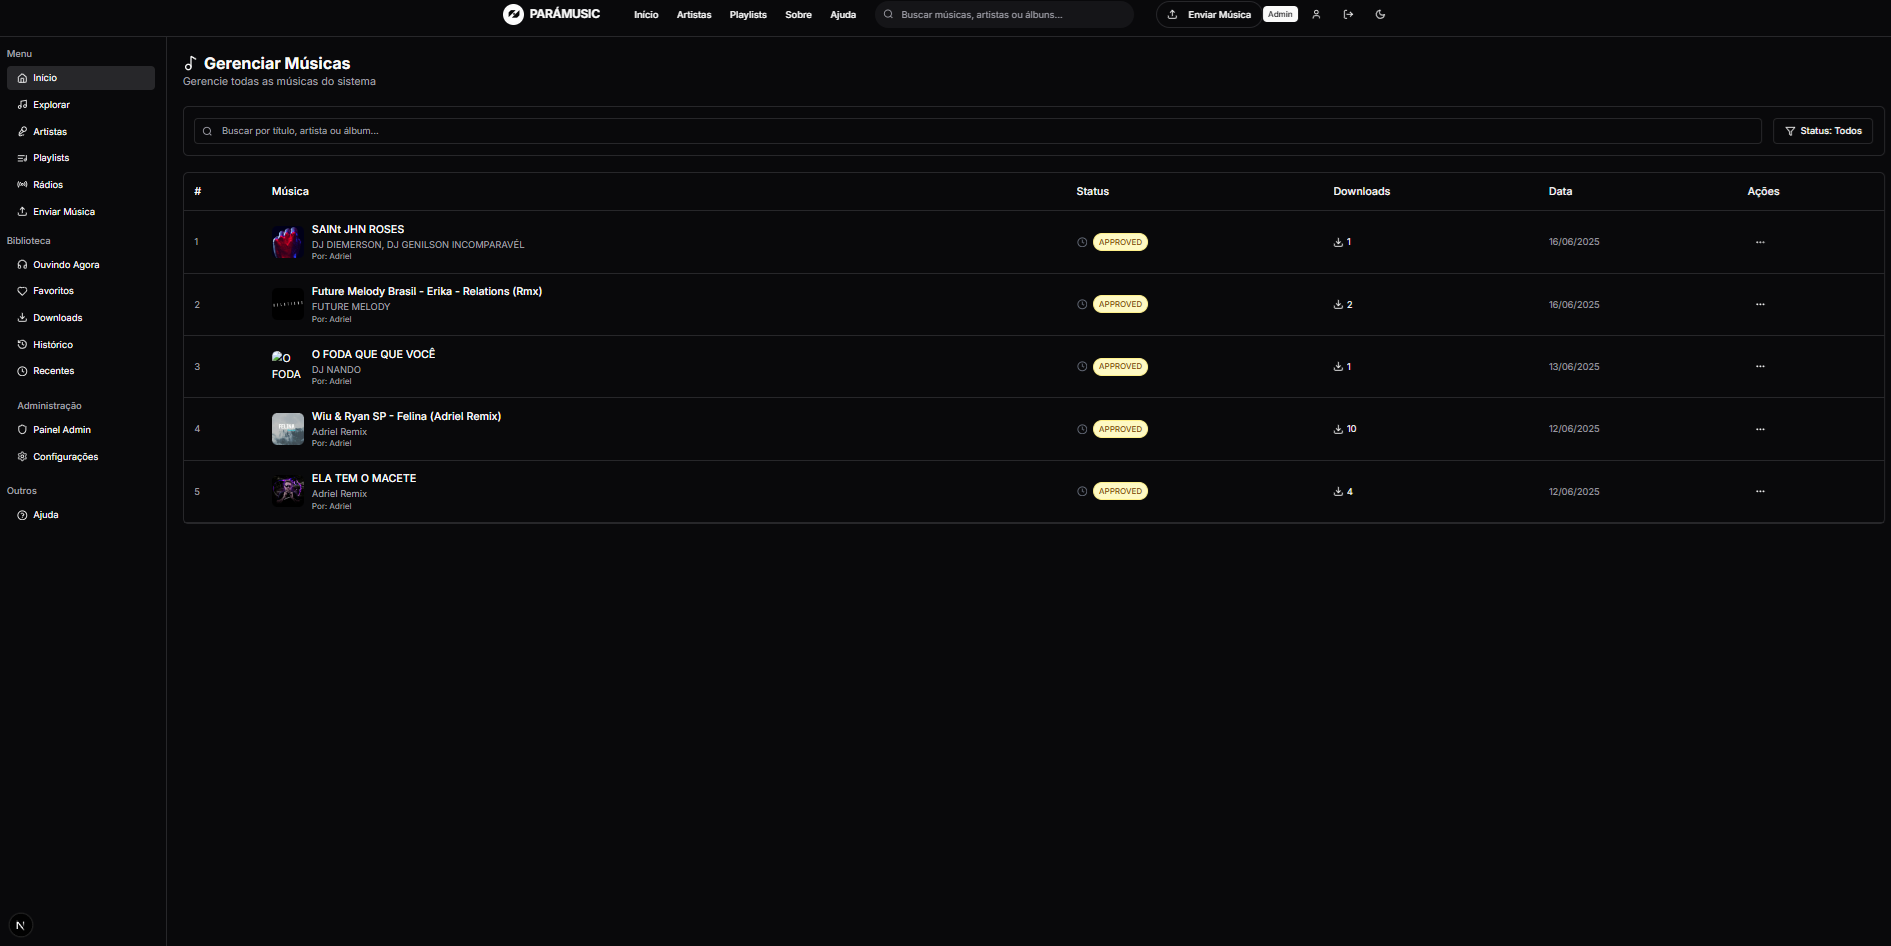 PARÁMUSIC
Início
Artistas
Playlists
Sobre
Ajuda
Buscar músicas, artistas ou álbuns...
Enviar Música
Admin
Menu
Início
Explorar
Artistas
Playlists
Rádios
Enviar Música
Biblioteca
Ouvindo Agora
Favoritos
Downloads
Histórico
Recentes
Administração
Painel Admin
Configurações
Outros
Ajuda
N
Gerenciar Músicas
Gerencie todas as músicas do sistema
Buscar por título, artista ou álbum...
Status: Todos
# Música Status Downloads Data Ações
1 SAINt JHN ROSES APPROVED 1 16/06/2025 ...
DJ DIEMERSON, DJ GENILSON INCOMPARAVÉL
Por: Adriel
2 Future Melody Brasil - Erika - Relations (Rmx) APPROVED 2 16/06/2025 ...
FUTURE MELODY
Por: Adriel
3 O FODA O FODA QUE QUE VOCÊ APPROVED 1 13/06/2025 ...
DJ NANDO
Por: Adriel
4 Wiu & Ryan SP - Felina (Adriel Remix) APPROVED 10 12/06/2025 ...
Adriel Remix
Por: Adriel
5 ELA TEM O MACETE APPROVED 4 12/06/2025 ...
Adriel Remix
Por: Adriel